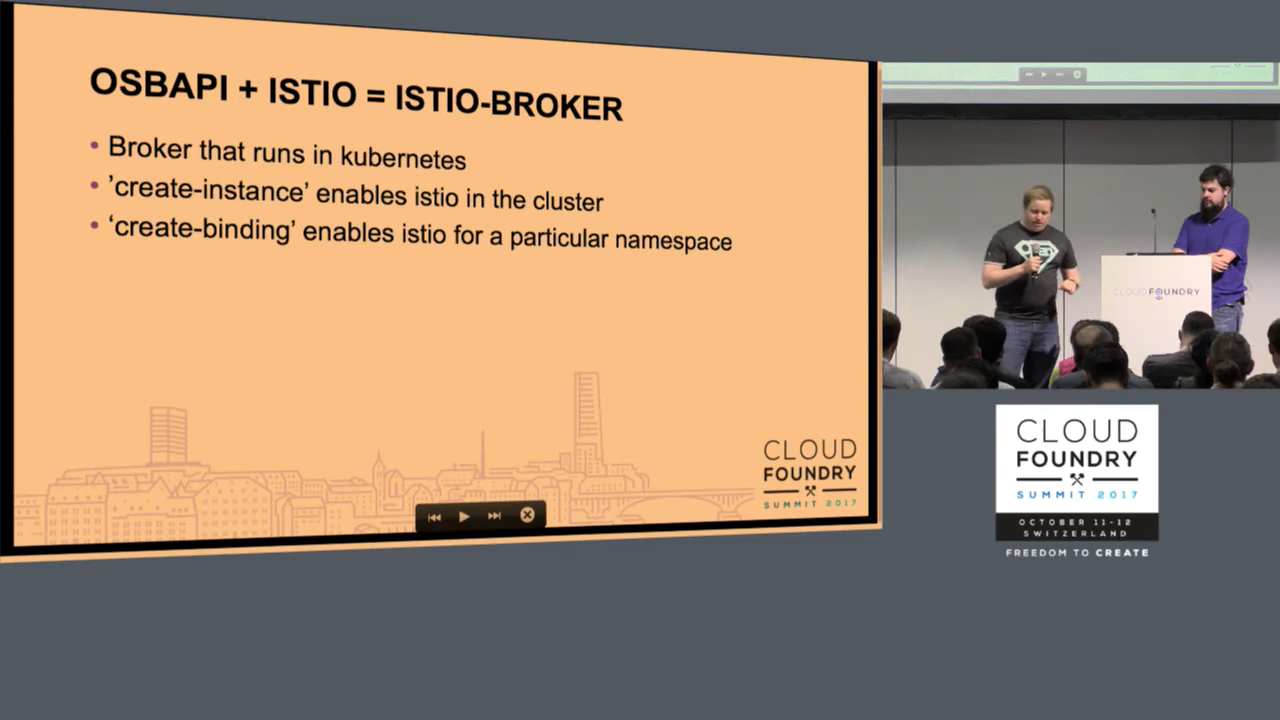 OSBAPI + ISTIO = ISTIO-BROKER
• Broker that runs in kubernetes
• ’create-instance’ enables istio in the cluster
• ‘create-binding’ enables istio for a particular namespace
CLOUD
FOUNDRY
SUMMIT 2017
CLOUD FOUNDRY
CLOUD
FOUNDRY
SUMMIT 2017
OCTOBER 11-12
SWITZERLAND
FREEDOM TO CREATE